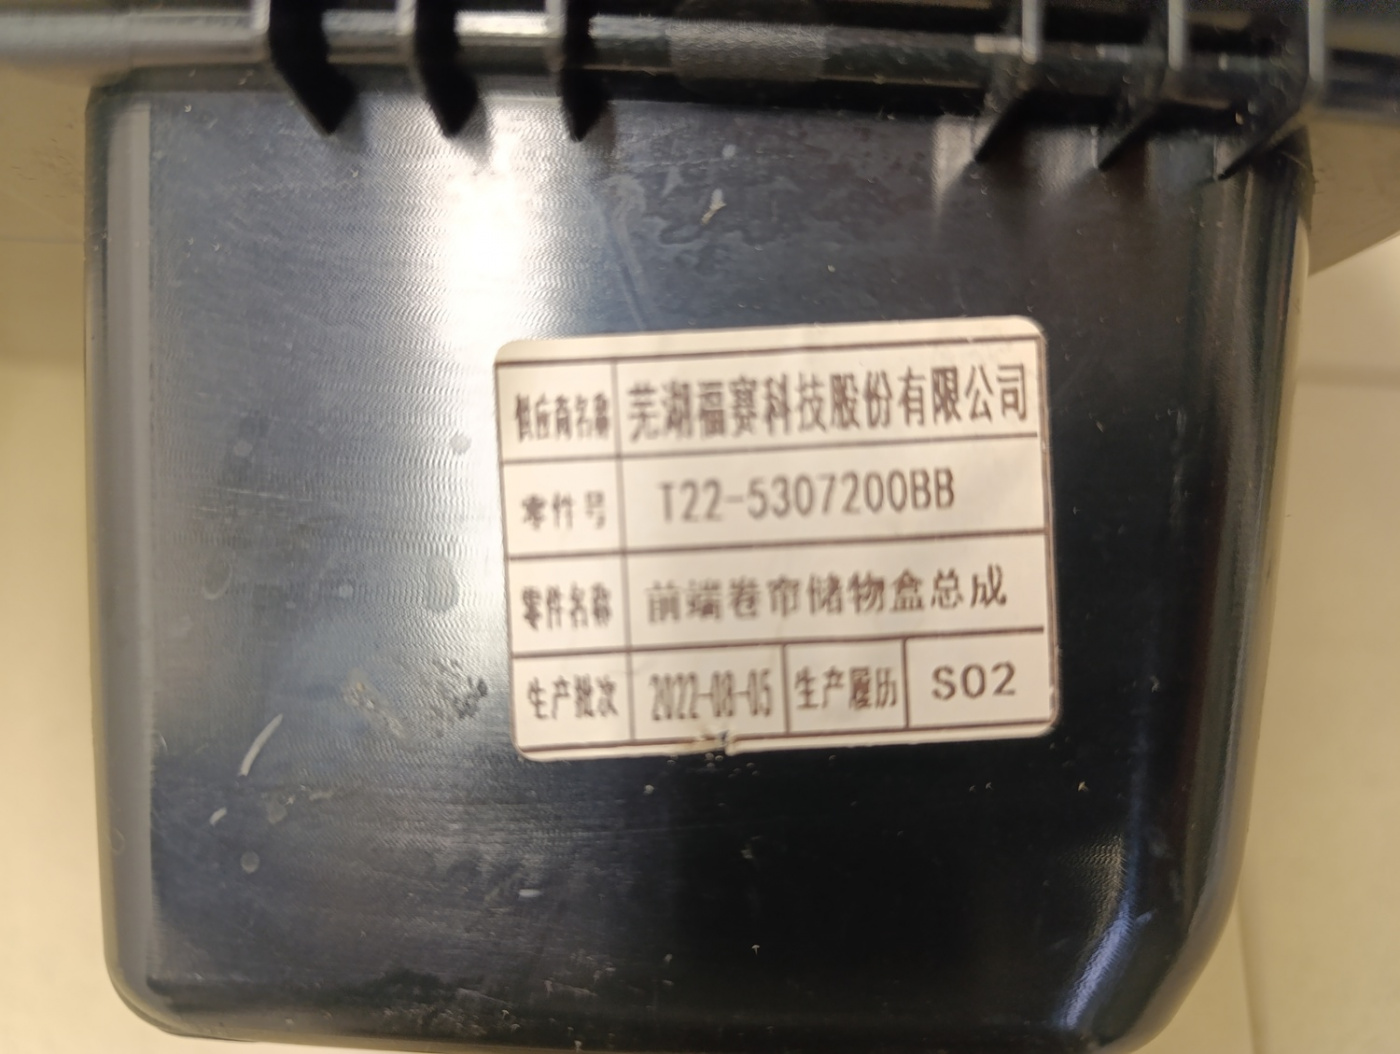 供应商名称 芜湖福赛科技股份有限公司
零件号 T22-5307200BB
零件名称 前端卷帘储物盒总成
生产批次 2022-08-05 生产履历 S02